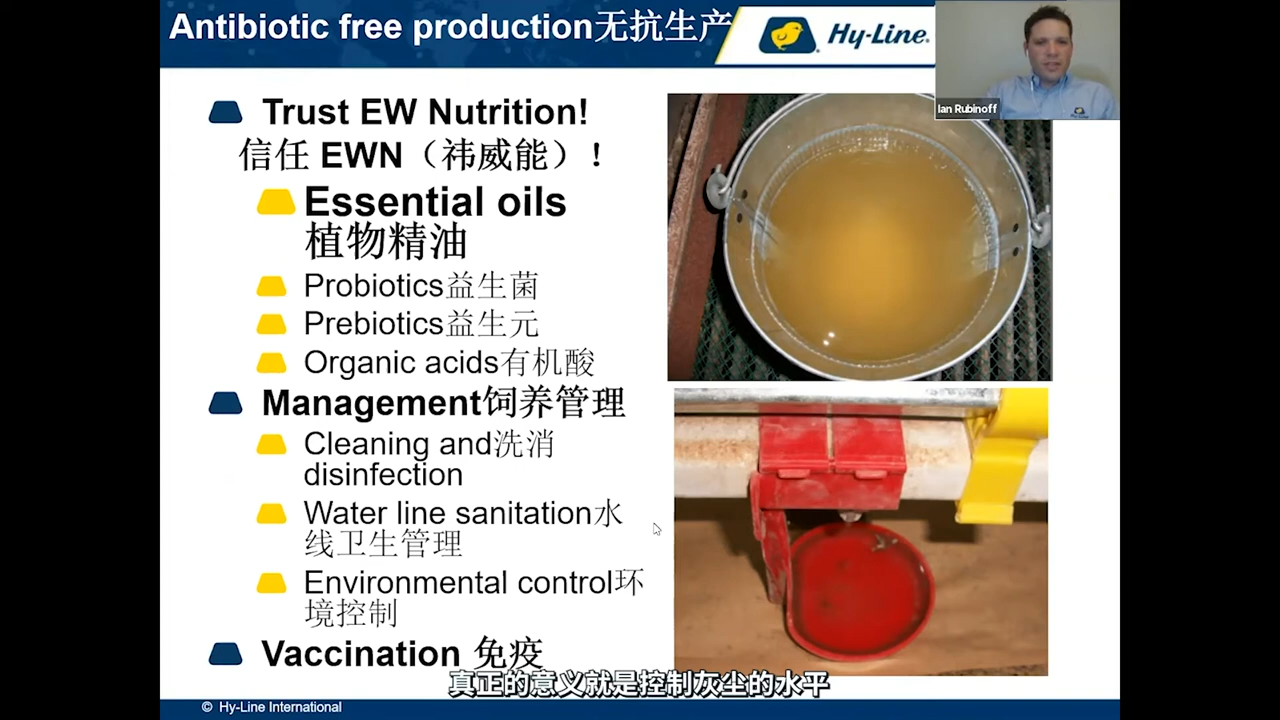 Antibiotic free production无抗生产
Hy-Line®
Ian Rubinoff
Trust EW Nutrition!
信任 EWN（祎威能）！
Essential oils
植物精油
Probiotics益生菌
Prebiotics益生元
Organic acids有机酸
Management饲养管理
Cleaning and洗消
disinfection
Water line sanitation水
线卫生管理
Environmental control环
境控制
Vaccination 免疫
真正的意义就是控制灰尘的水平
© Hy-Line International